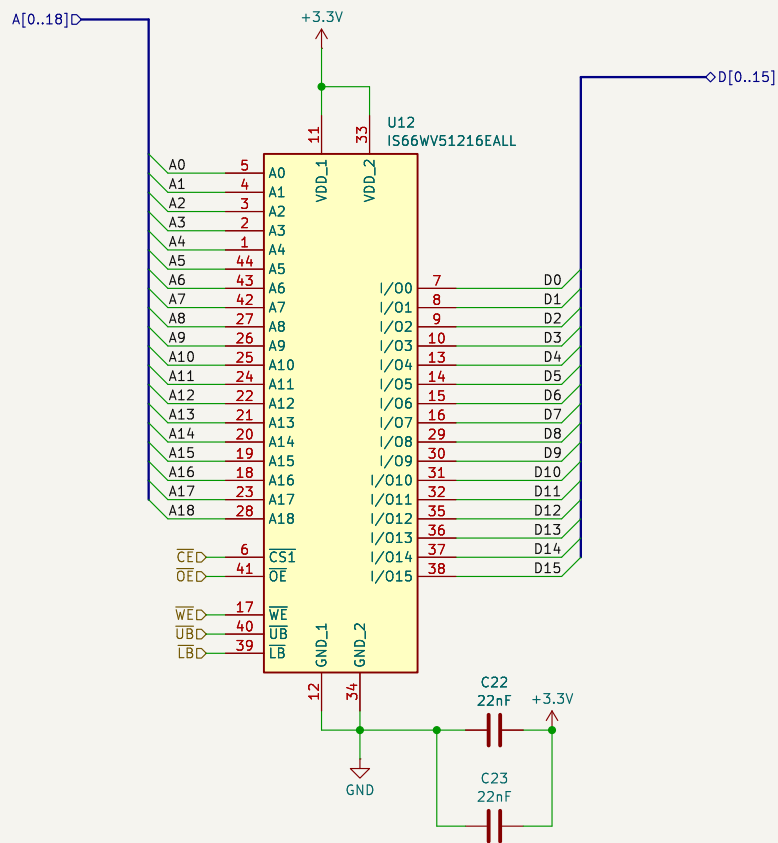 A[0..18]
+3.3V
D[0..15]
U12
IS66WV51216EALL
11
33
VDD_1
VDD_2
A0 5 A0
A1 4 A1
A2 3 A2
A3 2 A3
A4 1 A4
A5 44 A5
A6 43 A6 I/O0 7 D0
A7 42 A7 I/O1 8 D1
A8 27 A8 I/O2 9 D2
A9 26 A9 I/O3 10 D3
A10 25 A10 I/O4 13 D4
A11 24 A11 I/O5 14 D5
A12 22 A12 I/O6 15 D6
A13 21 A13 I/O7 16 D7
A14 20 A14 I/O8 29 D8
A15 19 A15 I/O9 30 D9
A16 18 A16 I/O10 31 D10
A17 23 A17 I/O11 32 D11
A18 28 A18 I/O12 35 D12
I/O13 36 D13
CE 6 CS1 I/O14 37 D14
OE 41 OE I/O15 38 D15
WE 17 WE
UB 40 UB
LB 39 LB
GND_1
GND_2
12
34
C22
22nF
+3.3V
GND
C23
22nF